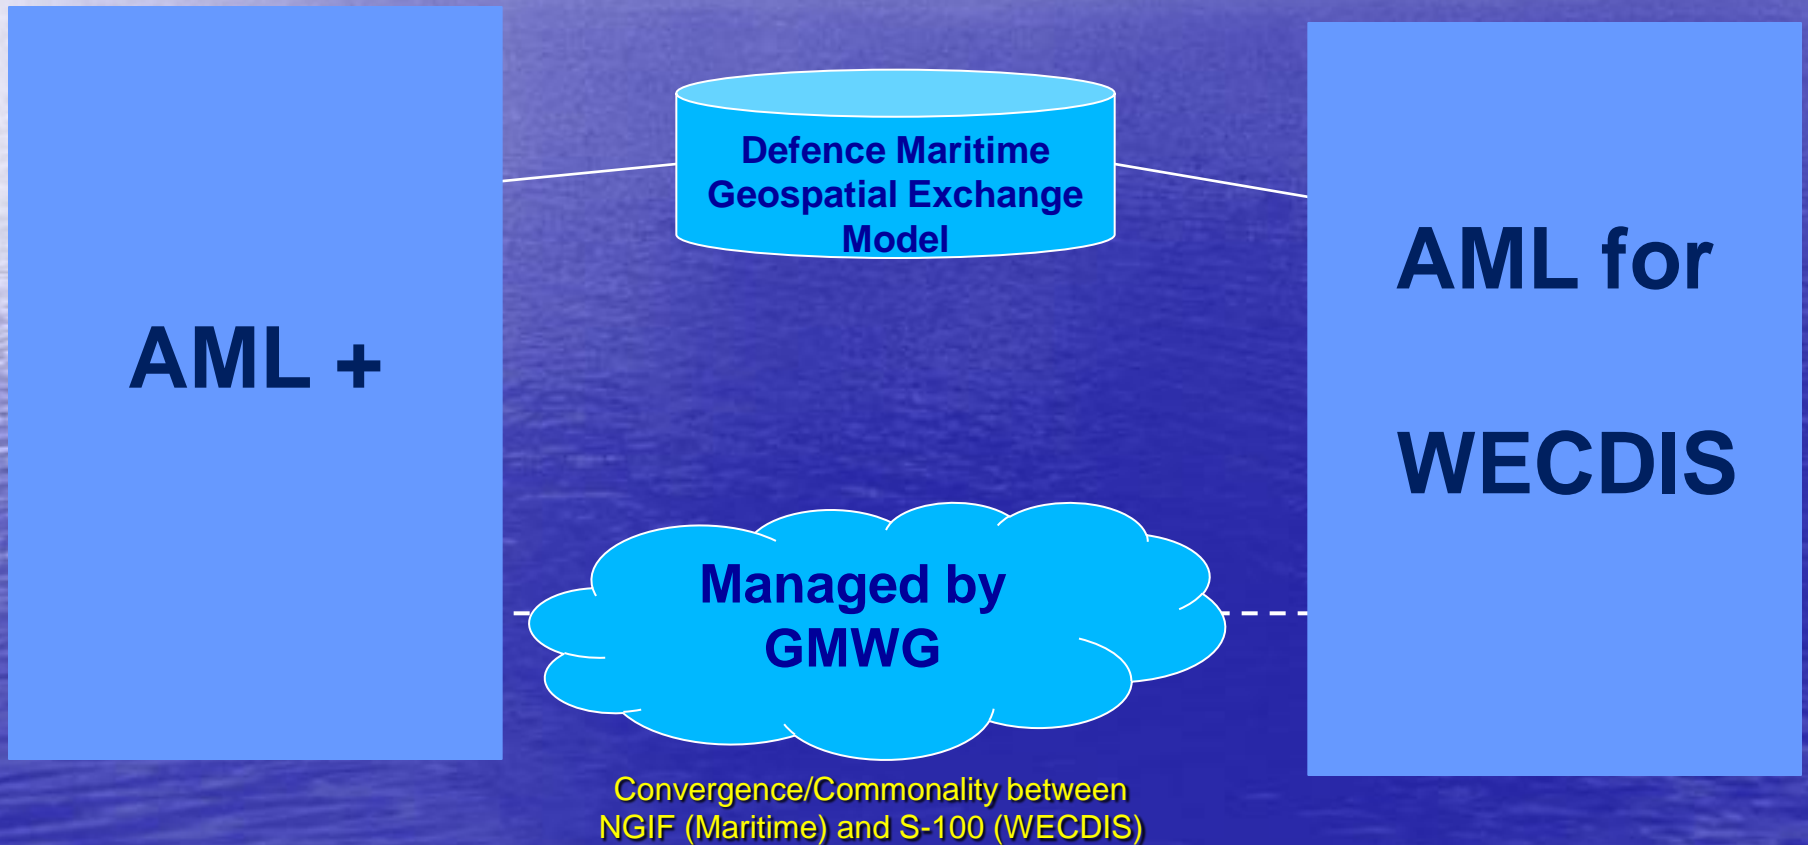 AML +
Defence Maritime
Geospatial Exchange
Model
AML for
WECDIS
Managed by
GMWG
Convergence/Commonality between
NGIF (Maritime) and S-100 (WECDIS)